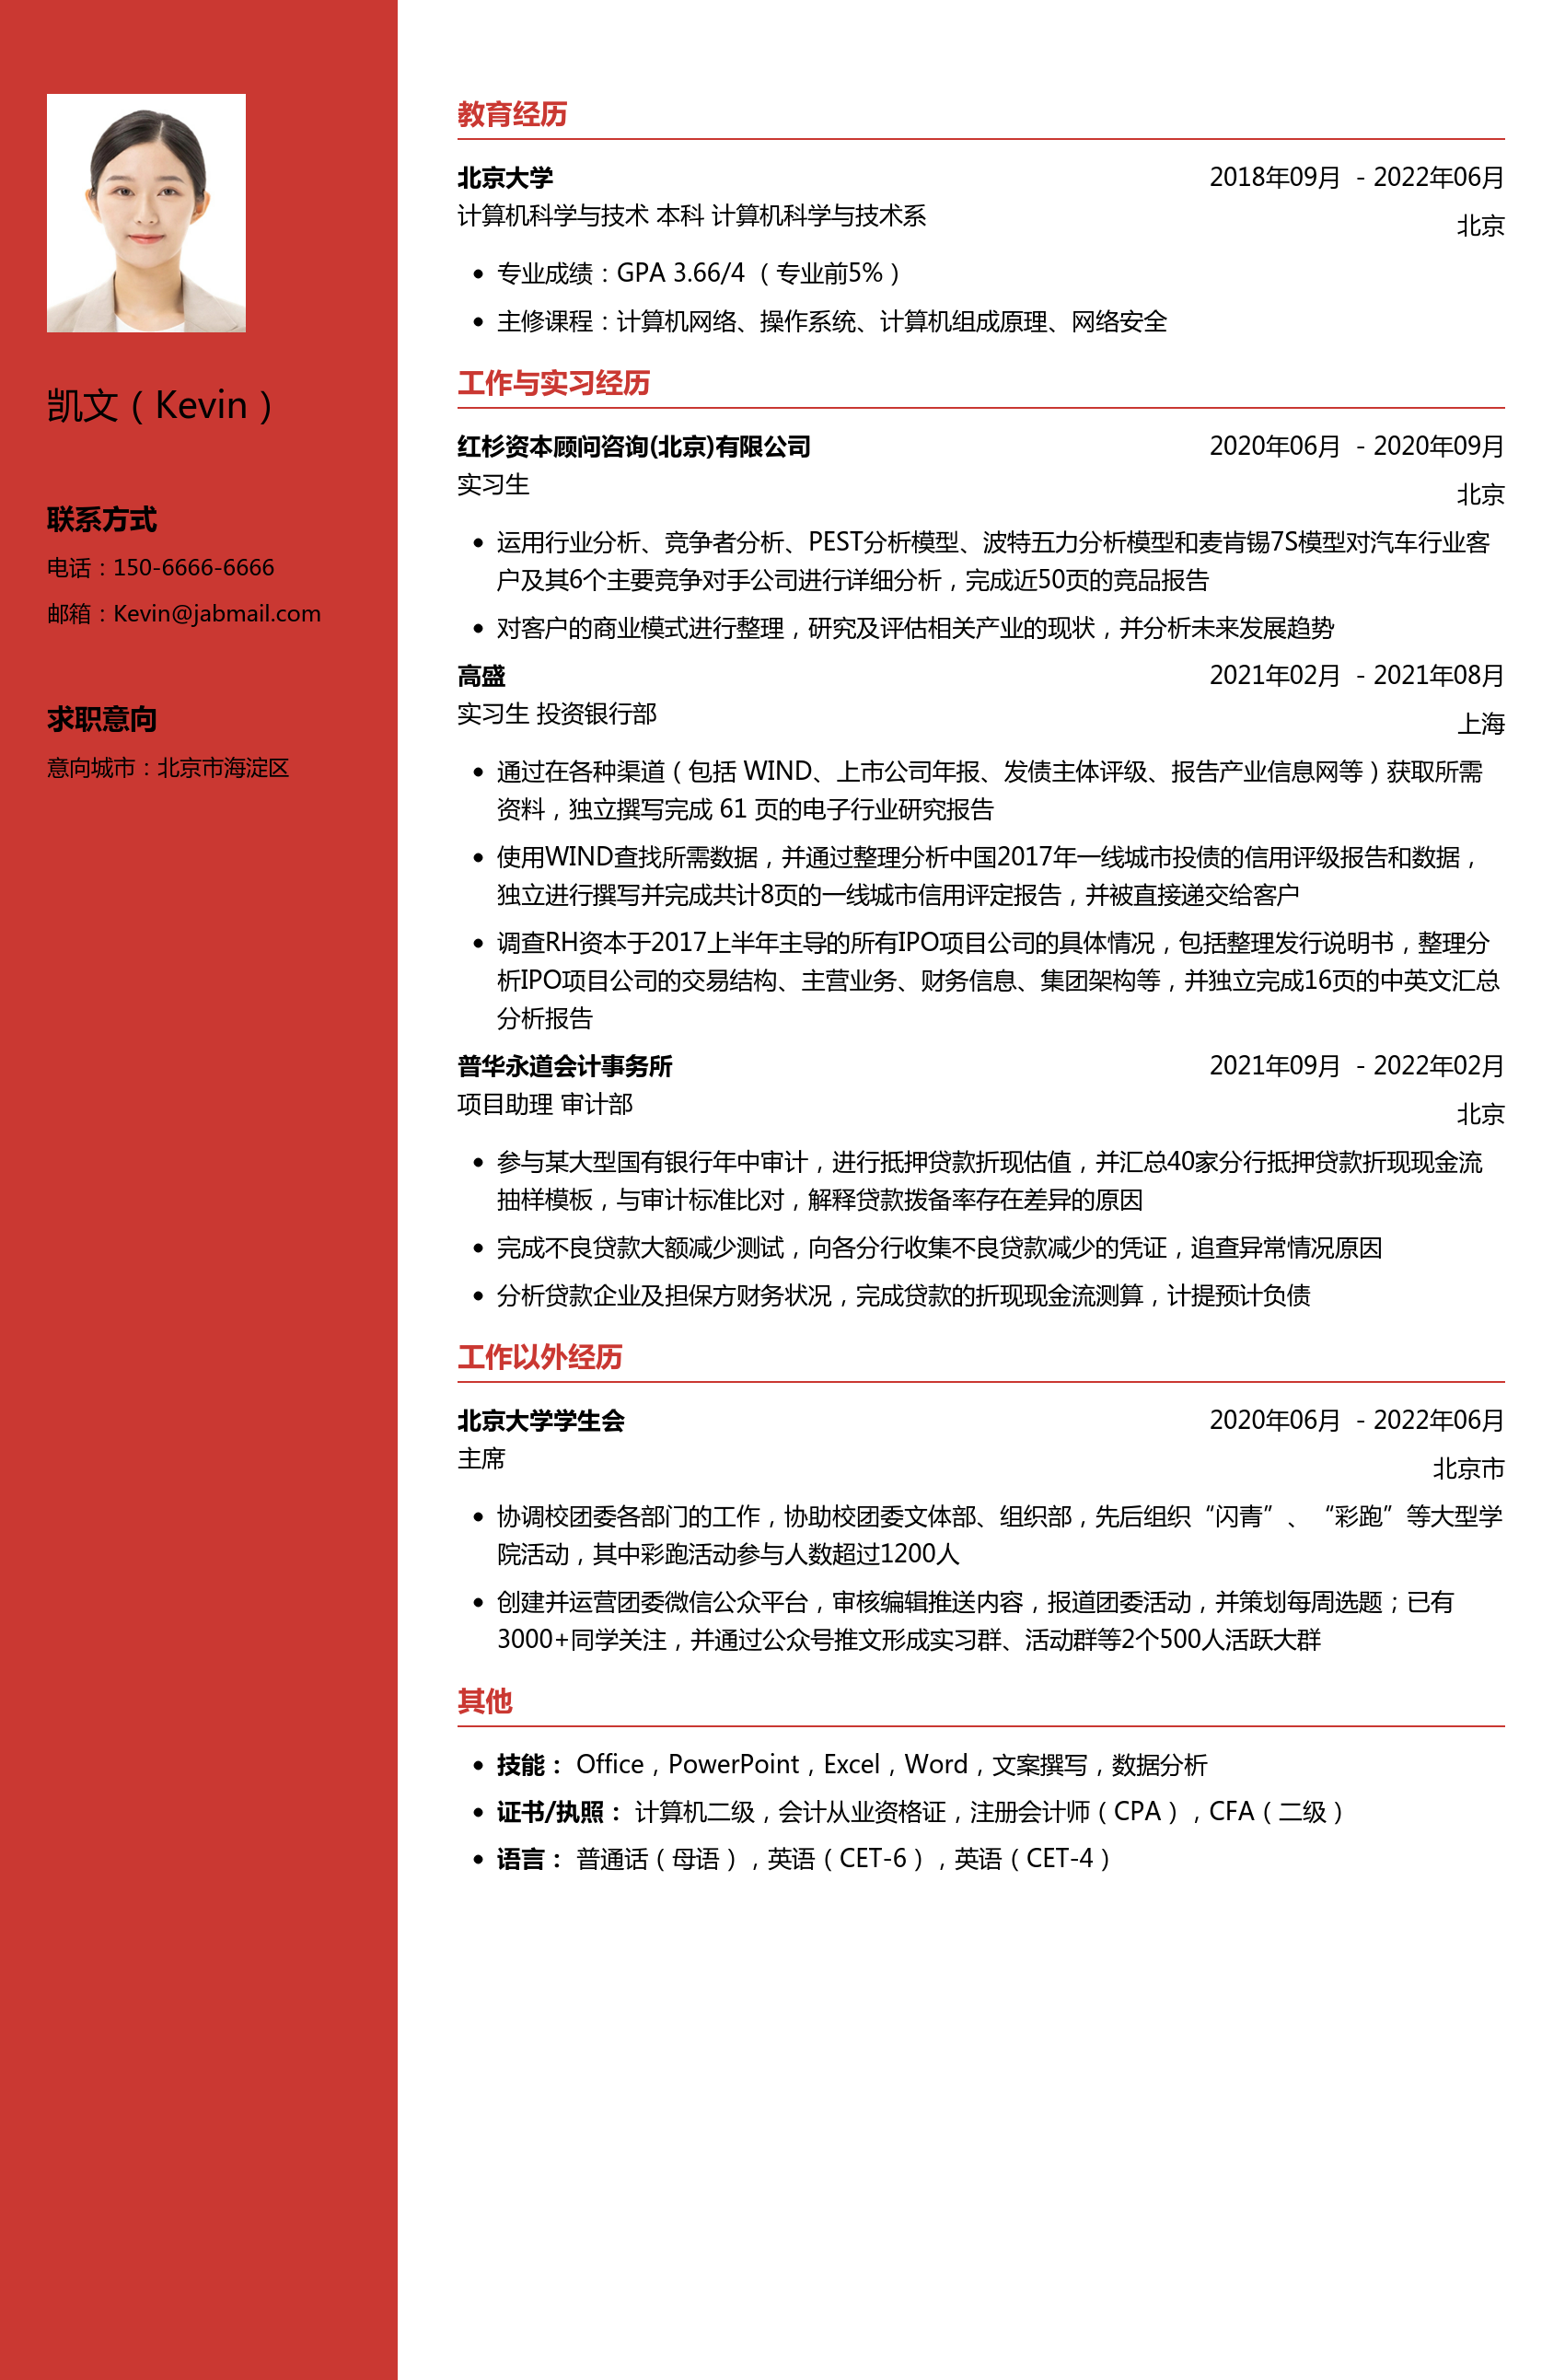 凯文（Kevin）
联系方式
电话：150-6666-6666
邮箱：Kevin@jabmail.com
求职意向
意向城市：北京市海淀区
教育经历
北京大学 2018年09月 - 2022年06月
计算机科学与技术 本科 计算机科学与技术系 北京
• 专业成绩：GPA 3.66/4 （专业前5%）
• 主修课程：计算机网络、操作系统、计算机组成原理、网络安全
工作与实习经历
红杉资本顾问咨询(北京)有限公司 2020年06月 - 2020年09月
实习生 北京
• 运用行业分析、竞争者分析、PEST分析模型、波特五力分析模型和麦肯锡7S模型对汽车行业客
户及其6个主要竞争对手公司进行详细分析，完成近50页的竞品报告
• 对客户的商业模式进行整理，研究及评估相关产业的现状，并分析未来发展趋势
高盛 2021年02月 - 2021年08月
实习生 投资银行部 上海
• 通过在各种渠道（包括 WIND、上市公司年报、发债主体评级、报告产业信息网等）获取所需
资料，独立撰写完成 61 页的电子行业研究报告
• 使用WIND查找所需数据，并通过整理分析中国2017年一线城市投债的信用评级报告和数据，
独立进行撰写并完成共计8页的一线城市信用评定报告，并被直接递交给客户
• 调查RH资本于2017上半年主导的所有IPO项目公司的具体情况，包括整理发行说明书，整理分
析IPO项目公司的交易结构、主营业务、财务信息、集团架构等，并独立完成16页的中英文汇总
分析报告
普华永道会计事务所 2021年09月 - 2022年02月
项目助理 审计部 北京
• 参与某大型国有银行年中审计，进行抵押贷款折现估值，并汇总40家分行抵押贷款折现现金流
抽样模板，与审计标准比对，解释贷款拨备率存在差异的原因
• 完成不良贷款大额减少测试，向各分行收集不良贷款减少的凭证，追查异常情况原因
• 分析贷款企业及担保方财务状况，完成贷款的折现现金流测算，计提预计负债
工作以外经历
北京大学学生会 2020年06月 - 2022年06月
主席 北京市
• 协调校团委各部门的工作，协助校团委文体部、组织部，先后组织“闪青”、“彩跑”等大型学
院活动，其中彩跑活动参与人数超过1200人
• 创建并运营团委微信公众平台，审核编辑推送内容，报道团委活动，并策划每周选题；已有
3000+同学关注，并通过公众号推文形成实习群、活动群等2个500人活跃大群
其他
• 技能： Office，PowerPoint，Excel，Word，文案撰写，数据分析
• 证书/执照： 计算机二级，会计从业资格证，注册会计师（CPA），CFA（二级）
• 语言： 普通话（母语），英语（CET-6），英语（CET-4）